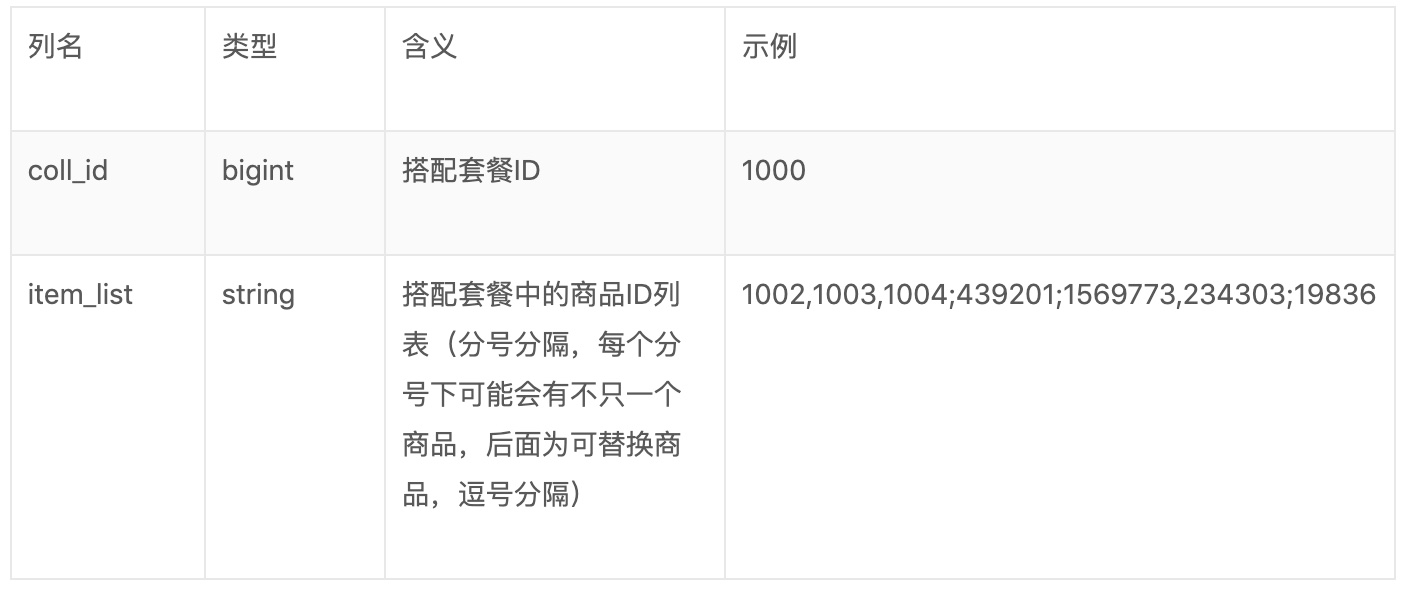 列名 类型 含义 示例
coll_id bigint 搭配套餐ID 1000
item_list string 搭配套餐中的商品ID列 1002,1003,1004;439201;1569773,234303;19836
表（分号分隔，每个分
号下可能会有不只一个
商品，后面为可替换商
品，逗号分隔）